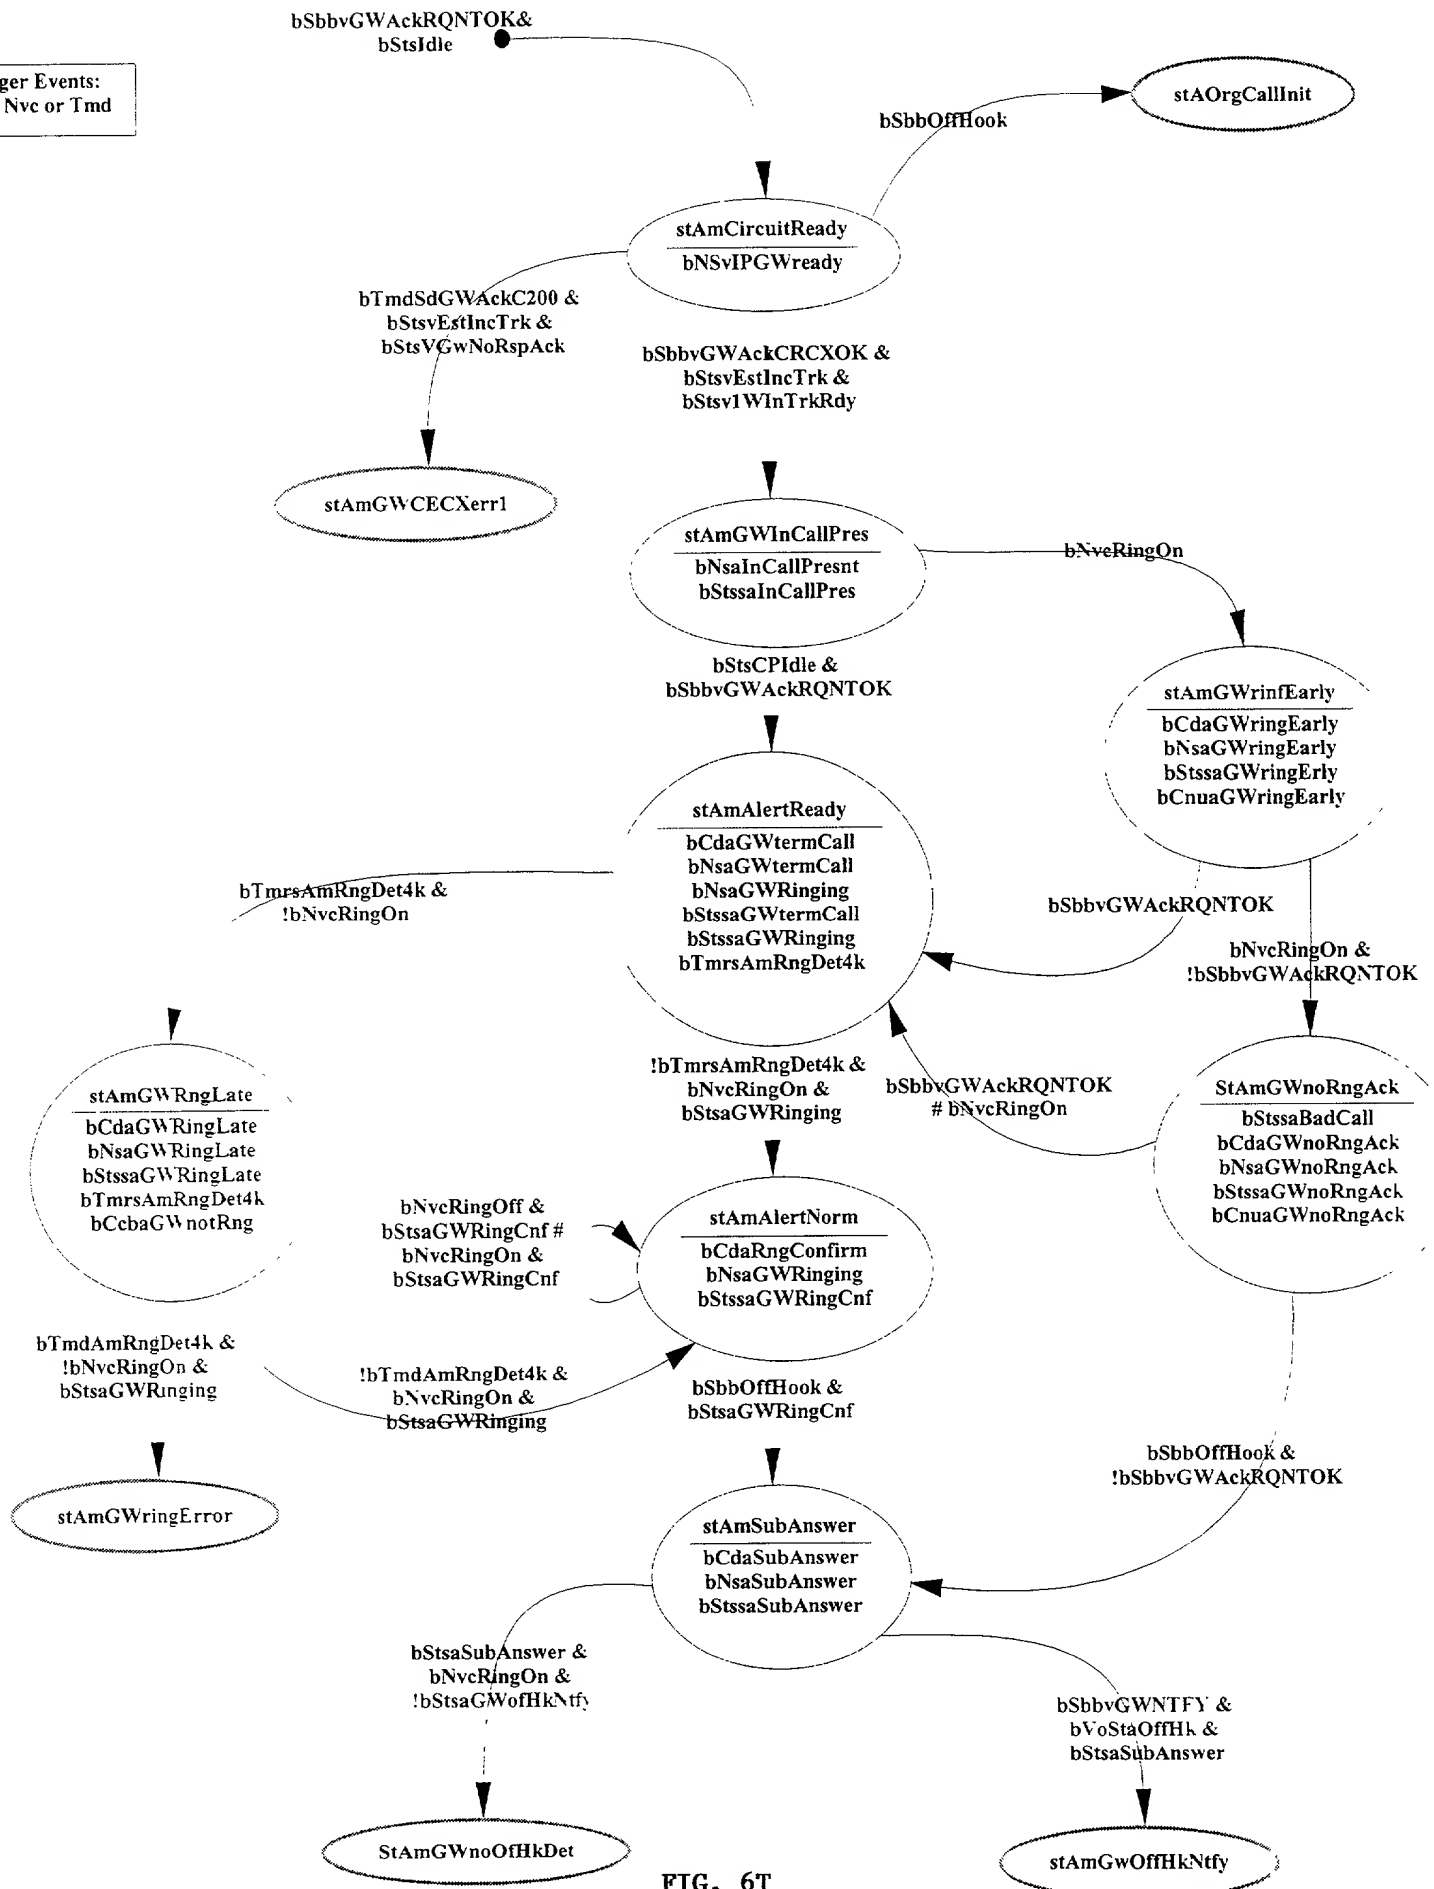 bSbbvGWAckRQNTOK&
bStsIdle
ger Events:
Nvc or Tmd
stAOrgCallInit
bSbbOffHook
stAmCircuitReady
bNSvIPGWready
bTmdSdGWAckC200 &
bStsvEstIncTrk &
bStsVGwNoRspAck
bSbbvGWAckCRCXOK &
bStsvEstIncTrk &
bStsv1WInTrkRdy
stAmGWCECXerr1
stAmGWInCallPres
bNsaInCallPresnt
bStssaInCallPres
bNvcRingOn
bStsCPIdle &
bSbbvGWAckRQNTOK
stAmGWrinfEarly
bCdaGWringEarly
bNsaGWringEarly
bStssaGWringErly
bCnuaGWringEarly
stAmAlertReady
bCdaGWtermCall
bNsaGWtermCall
bNsaGWRinging
bStssaGWtermCall
bStssaGWRinging
bTmrsAmRngDet4k
bTmrsAmRngDet4k &
!bNvcRingOn
bSbbvGWAckRQNTOK
bNvcRingOn &
!bSbbvGWAckRQNTOK
!bTmrsAmRngDet4k &
bNvcRingOn &
bStsaGWRinging
bSbbvGWAckRQNTOK
# bNvcRingOn
StAmGWnoRngAck
bStssaBadCall
bCdaGWnoRngAck
bNsaGWnoRngAck
bStssaGWnoRngAck
bCnuaGWnoRngAck
stAmGWRngLate
bCdaGWRingLate
bNsaGWRingLate
bStssaGWRingLate
bTmrsAmRngDet4k
bCcbaGWnotRng
bNvcRingOff &
bStsaGWRingCnf #
bNvcRingOn &
bStsaGWRingCnf
stAmAlertNorm
bCdaRngConfirm
bNsaGWRinging
bStssaGWRingCnf
bTmdAmRngDet4k &
!bNvcRingOn &
bStsaGWRinging
!bTmdAmRngDet4k &
bNvcRingOn &
bStsaGWRinging
bSbbOffHook &
bStsaGWRingCnf
bSbbOffHook &
!bSbbvGWAckRQNTOK
stAmGWringError
stAmSubAnswer
bCdaSubAnswer
bNsaSubAnswer
bStssaSubAnswer
bStsaSubAnswer &
bNvcRingOn &
!bStsaGWofHkNtfy
bSbbvGWNTFY &
bVoStaOffHk &
bStsaSubAnswer
StAmGWnoOfHkDet
stAmGwOffHkNtfy
FIG. 6T